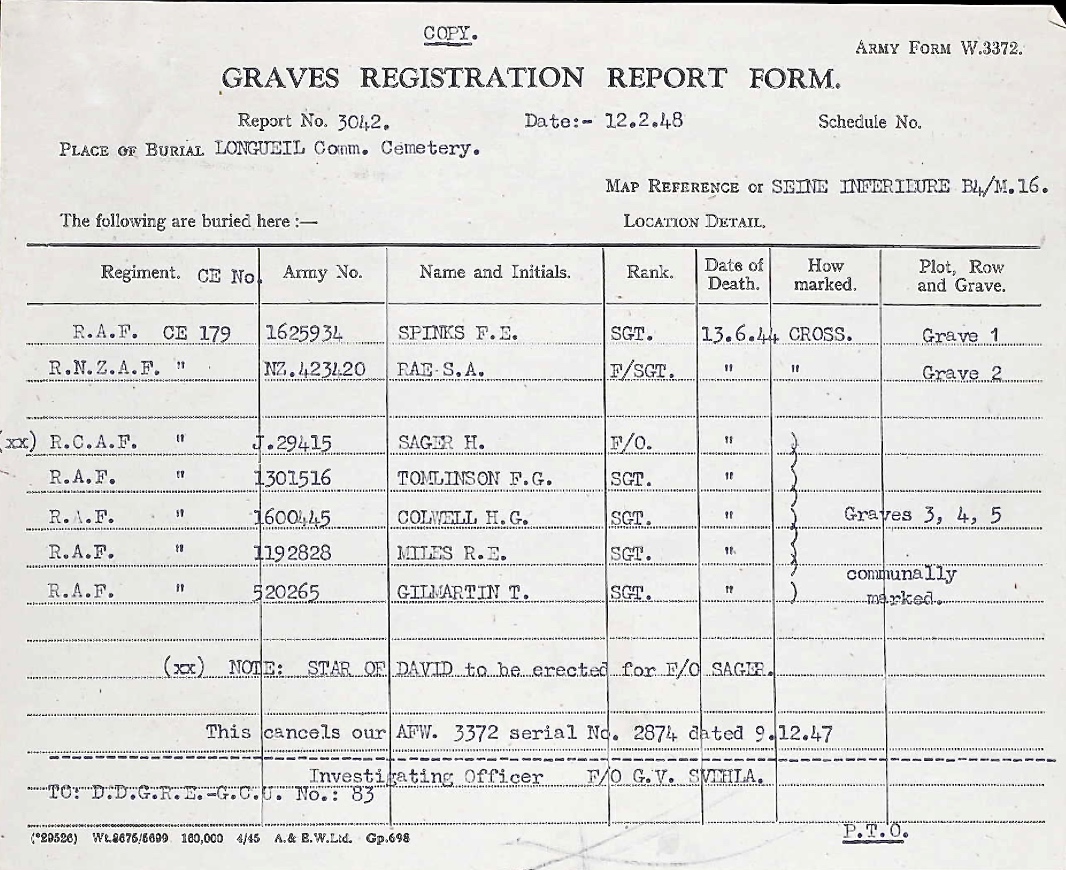 COPY.
ARMY FORM W.3372.
GRAVES REGISTRATION REPORT FORM.
Report No. 3042. Date:- 12.2.48 Schedule No.
PLACE OF BURIAL LONGUEIL Comm. Cemetery.
MAP REFERENCE or SEINE INFERIEURE B4/M.16.
The following are buried here :— LOCATION DETAIL.
Regiment. CE No. Army No. Name and Initials. Rank. Date of Death. How marked. Plot, Row and Grave.
R.A.F. CE 179 1625934 SPINKS F.E. SGT. 13.6.44 CROSS. Grave 1
R.N.Z.A.F. " NZ.423420 RAE S.A. F/SGT. " " Grave 2
(xx) R.C.A.F. " J.29415 SAGER H. F/O. " )
R.A.F. " 1301516 TOMLINSON F.G. SGT. " )
R.A.F. " 1600445 COLWELL H.G. SGT. " ) Graves 3, 4, 5
R.A.F. " 1192828 MILES R.E. SGT. " )
communally
R.A.F. " 520265 GILMARTIN T. SGT. " )
marked.
(xx) NOTE: STAR OF DAVID to be erected for F/O SAGER.
This cancels our AFW. 3372 serial No. 2874 dated 9.12.47
Investigating Officer F/O G.V. SVIHLA.
TO: D.D.G.R.E.-G.C.U. No.: 83
P.T.O.
(*29526) Wt.8675/5699 160,000 4/45 A.& E.W.Ltd. Gp.698